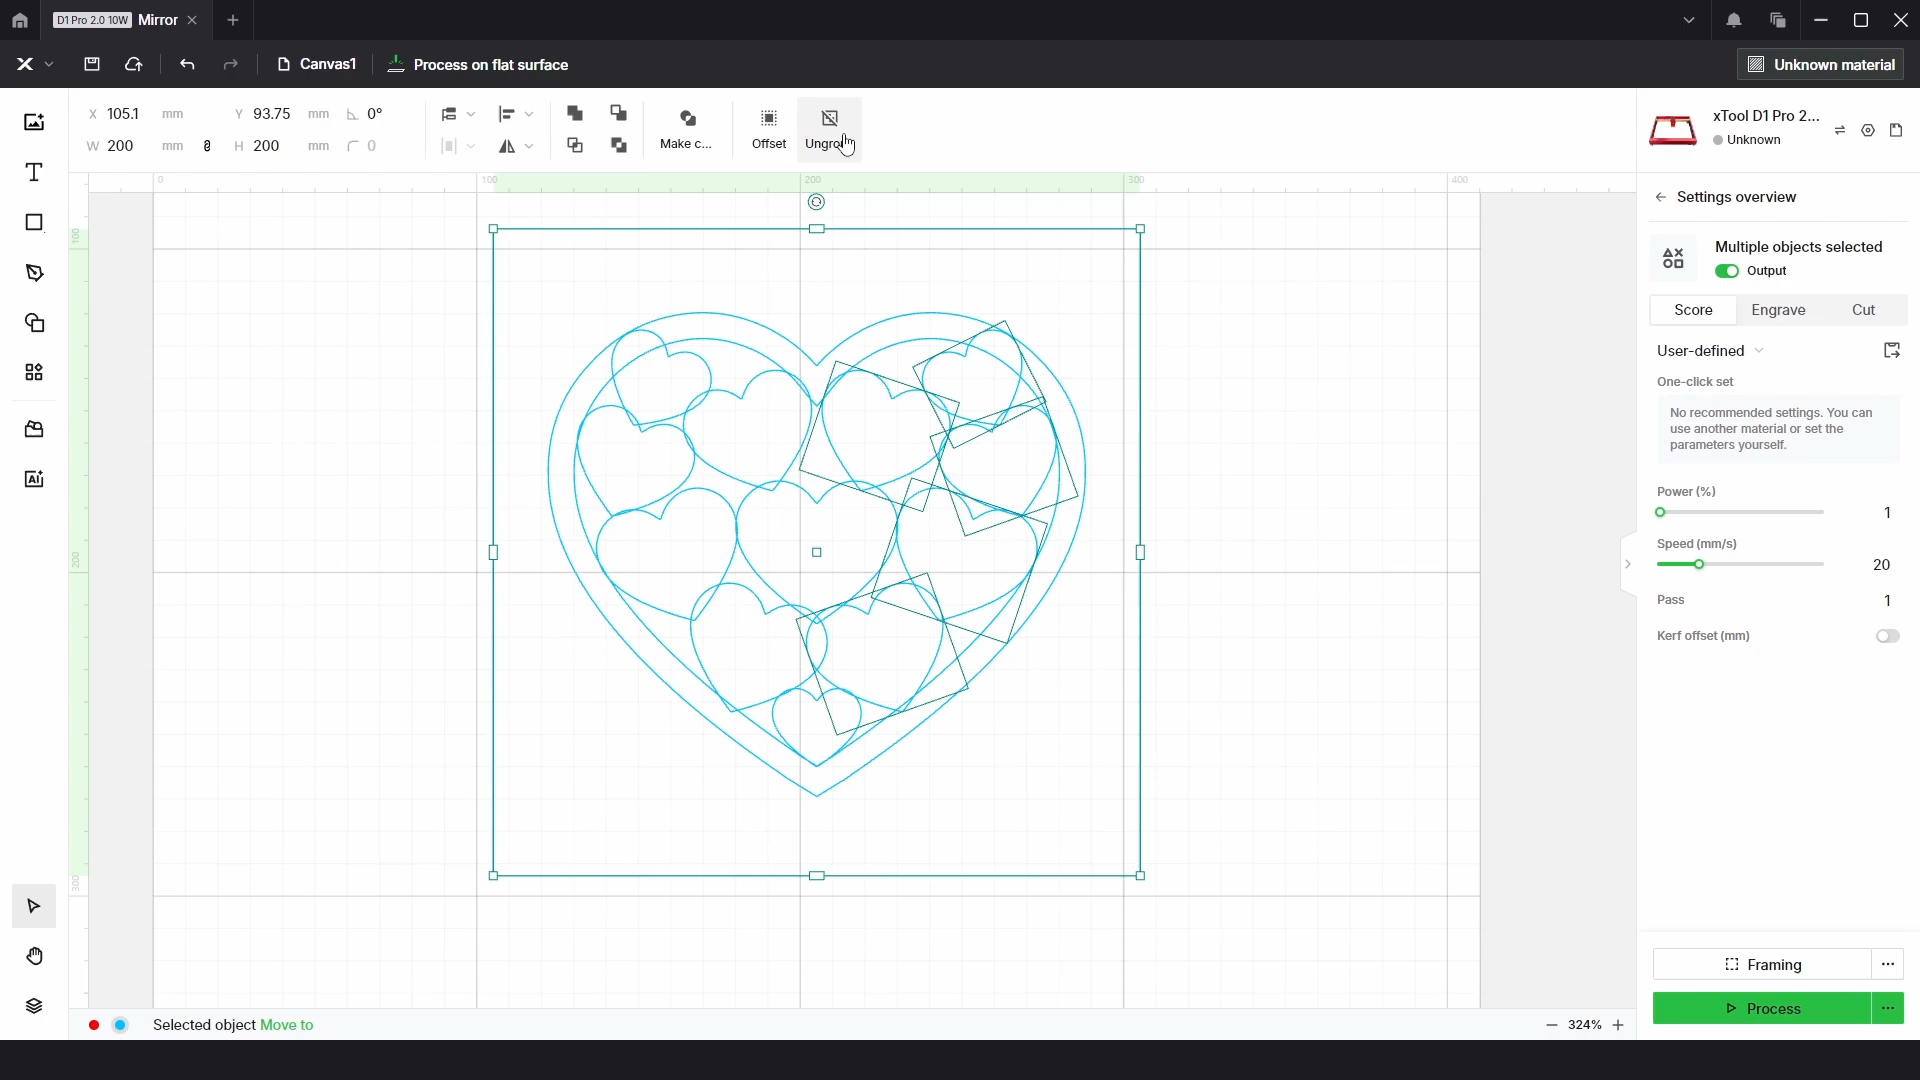 D1 Pro 2.0 10W Mirror
Canvas1
Process on flat surface
Unknown material
X 105.1 mm
Y 93.75 mm
0°
W 200 mm
H 200 mm
0
Make c...
Offset
xTool D1 Pro 2...
Unknown
0
100
200
300
400
100
200
300
Settings overview
Multiple objects selected
Output
Score
Engrave
Cut
User-defined
One-click set
No recommended settings. You can
use another material or set the
parameters yourself.
Power (%)
1
Speed (mm/s)
20
Pass
1
Kerf offset (mm)
AI
Framing
Process
Selected object Move to
324%